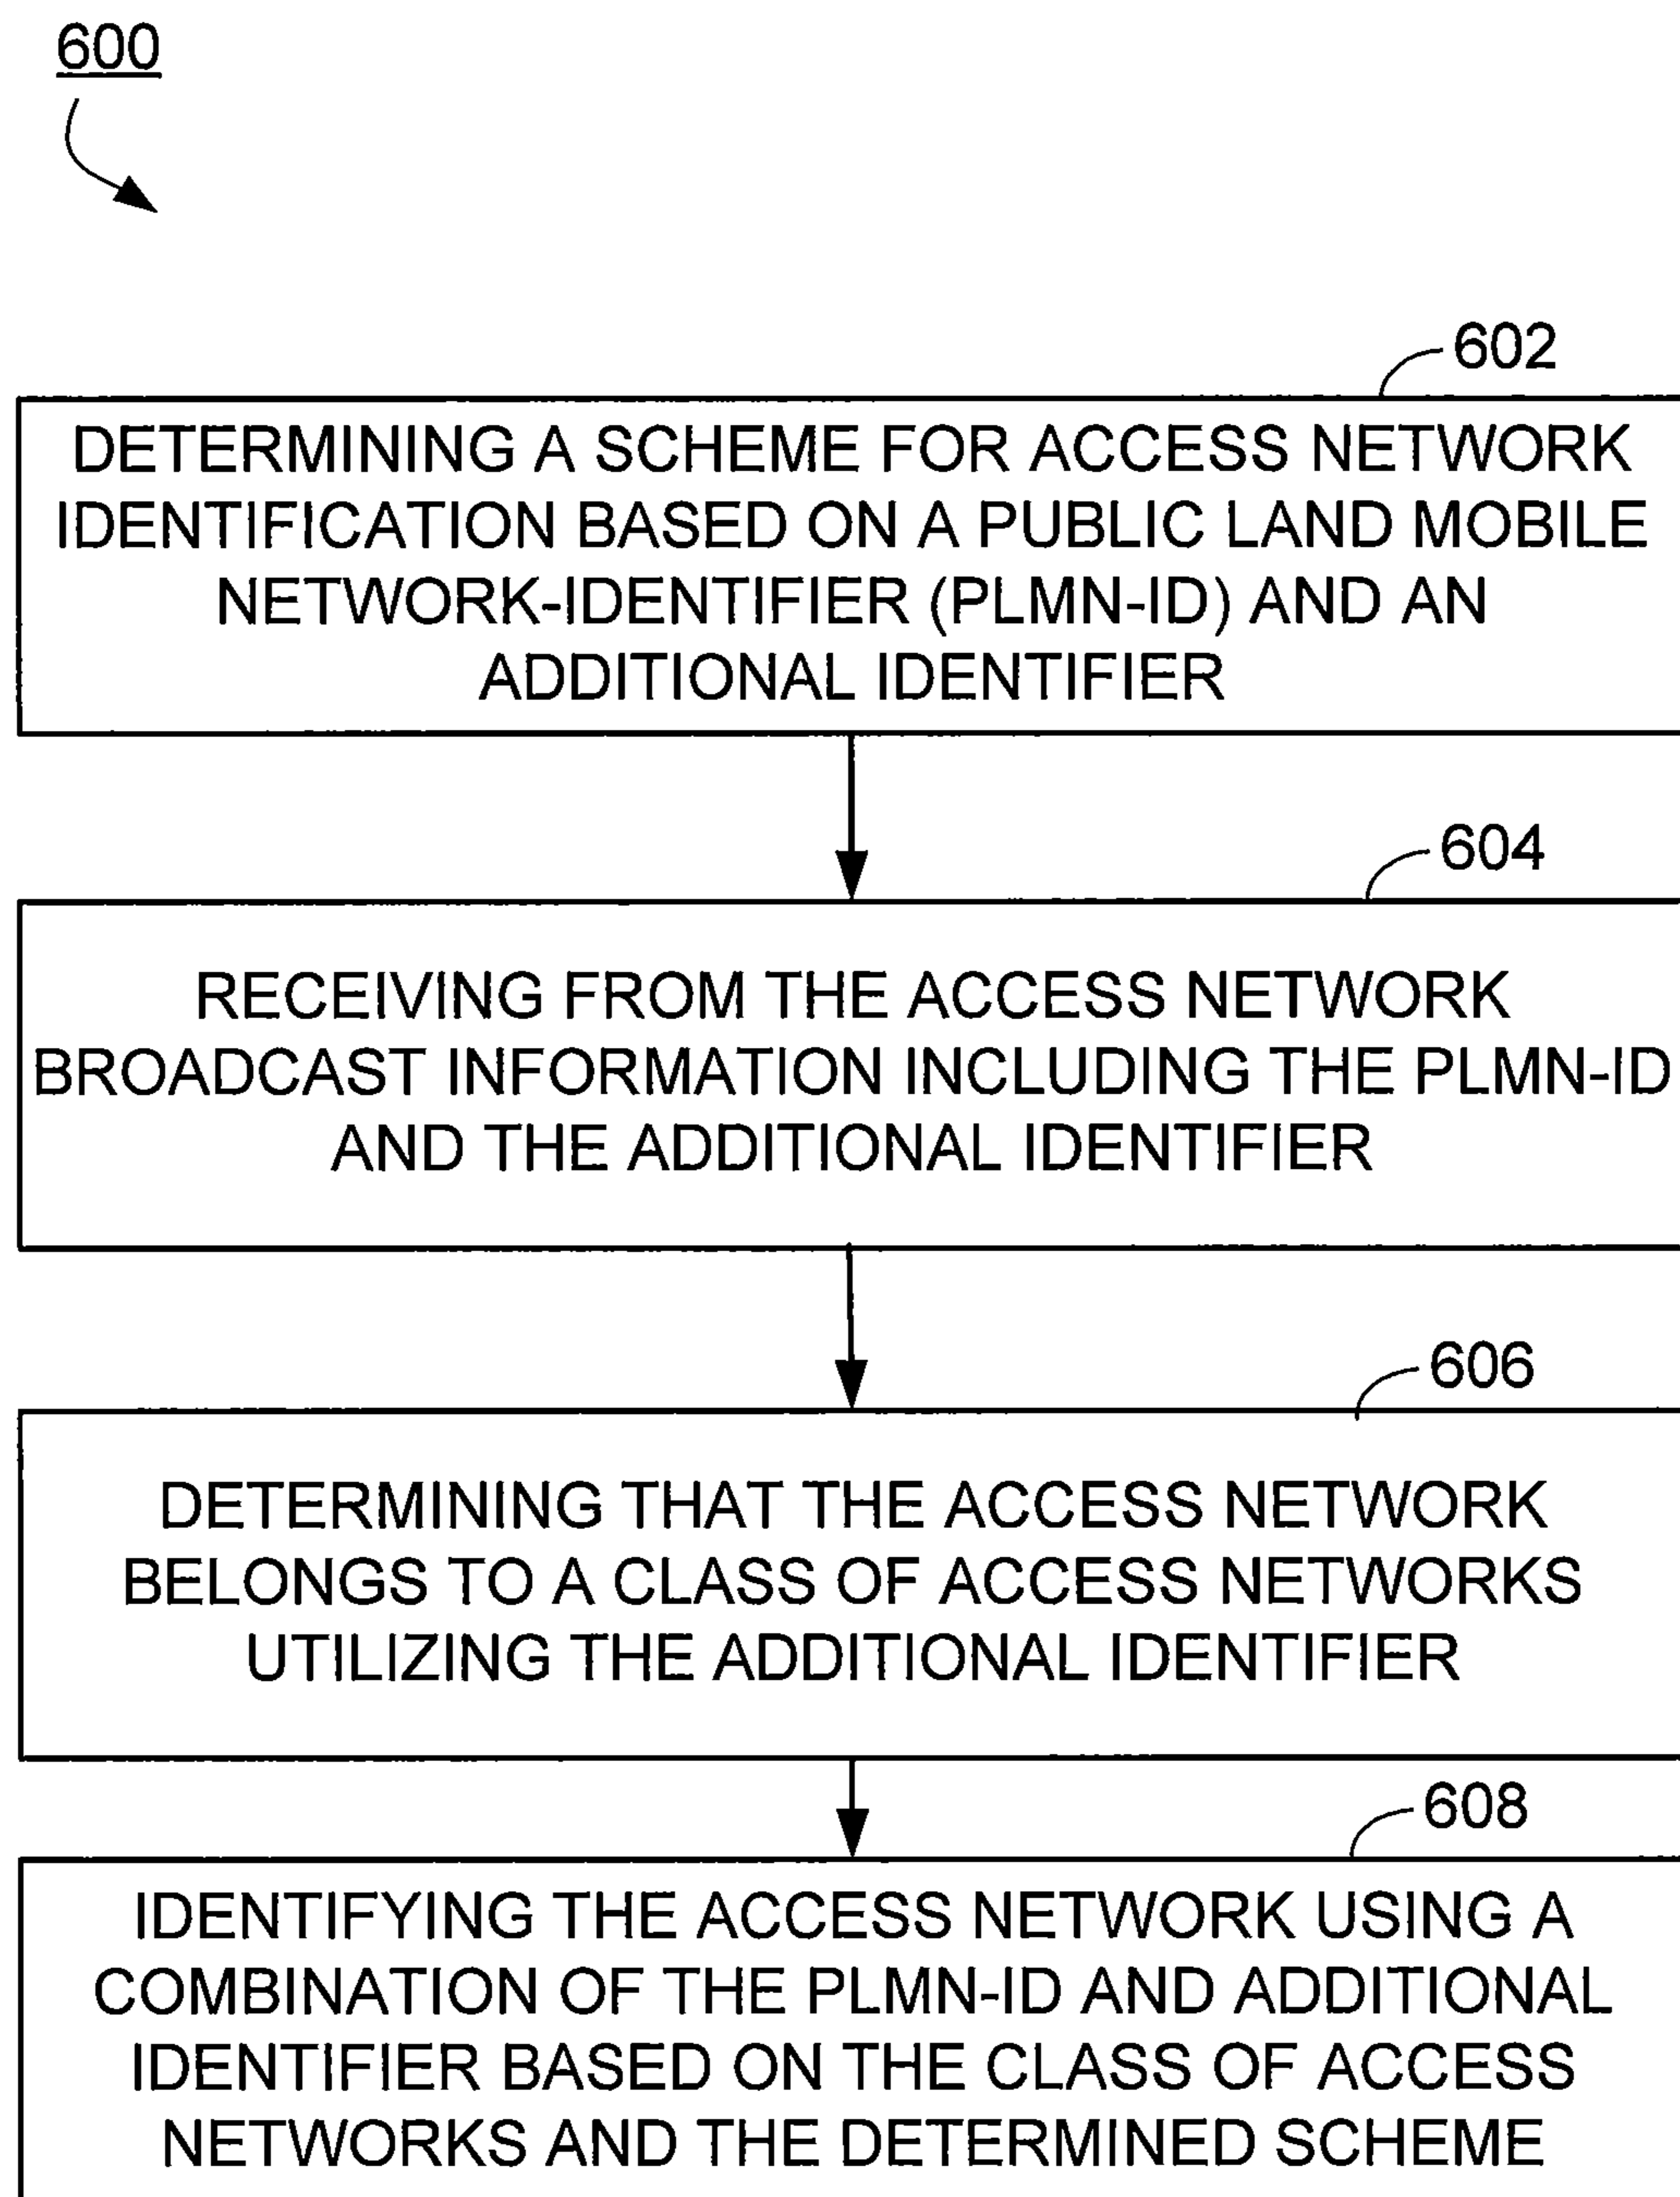 600
602
DETERMINING A SCHEME FOR ACCESS NETWORK
IDENTIFICATION BASED ON A PUBLIC LAND MOBILE
NETWORK-IDENTIFIER (PLMN-ID) AND AN
ADDITIONAL IDENTIFIER
604
RECEIVING FROM THE ACCESS NETWORK
BROADCAST INFORMATION INCLUDING THE PLMN-ID
AND THE ADDITIONAL IDENTIFIER
606
DETERMINING THAT THE ACCESS NETWORK
BELONGS TO A CLASS OF ACCESS NETWORKS
UTILIZING THE ADDITIONAL IDENTIFIER
608
IDENTIFYING THE ACCESS NETWORK USING A
COMBINATION OF THE PLMN-ID AND ADDITIONAL
IDENTIFIER BASED ON THE CLASS OF ACCESS
NETWORKS AND THE DETERMINED SCHEME